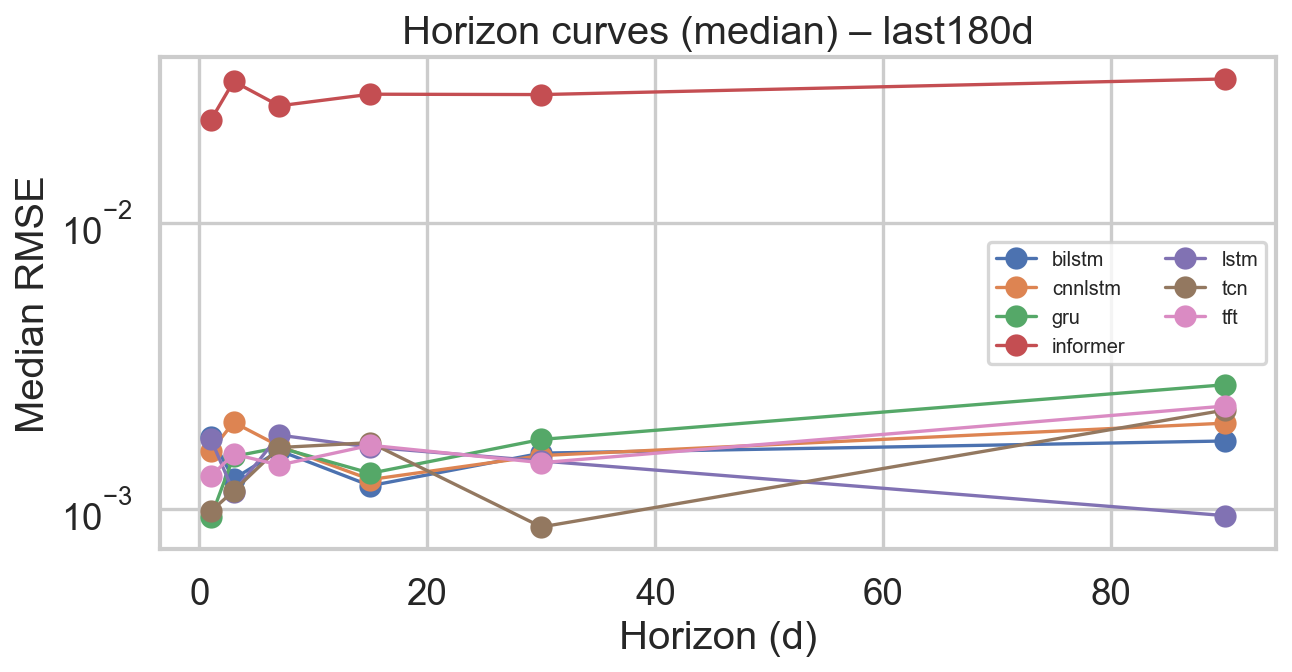 Horizon curves (median) – last180d
Median RMSE
10⁻²
10⁻³
bilstm
cnnlstm
gru
informer
lstm
tcn
tft
0 20 40 60 80
Horizon (d)